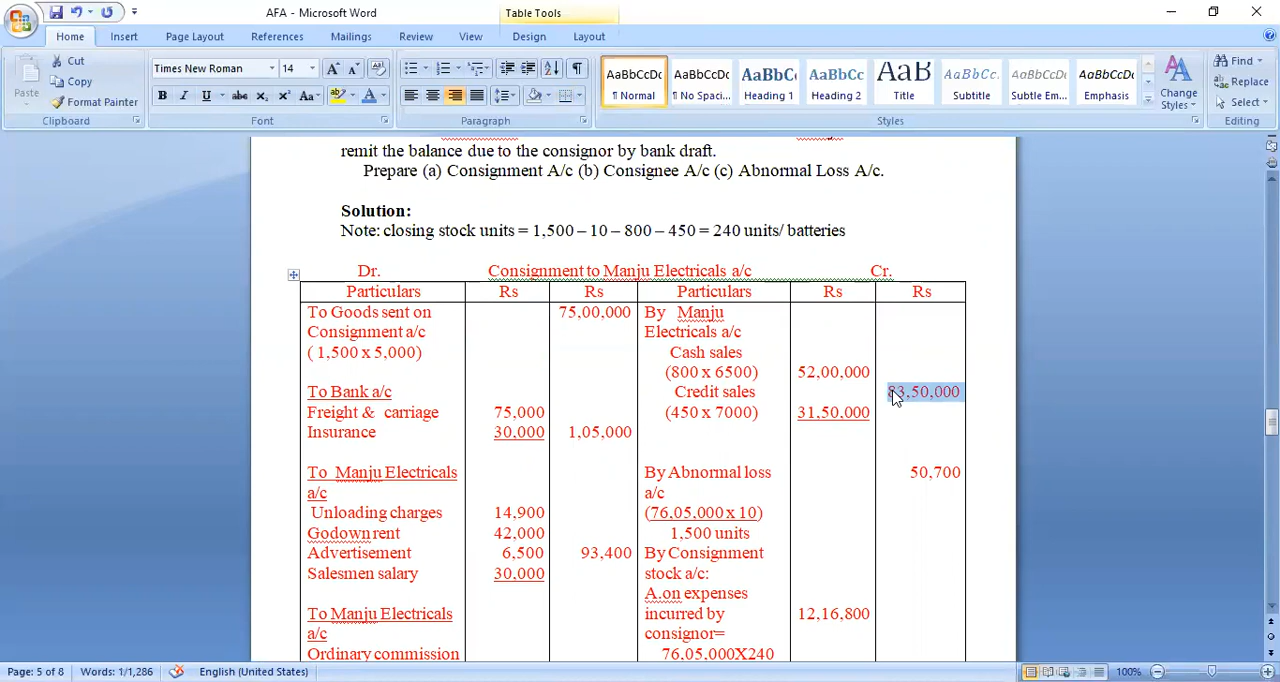 AFA - Microsoft Word
Table Tools
Home Insert Page Layout References Mailings Review View Design Layout
Paste
Cut
Copy
Format Painter
Clipboard
Times New Roman 14
Font
Paragraph
AaBbCcDc AaBbCcDc AaBbCc AaBbCc AaB AaBbCc. AaBbCcDc AaBbCcDc
¶ Normal ¶ No Spaci... Heading 1 Heading 2 Title Subtitle Subtle Em... Emphasis
Change
Styles
Styles
Find
Replace
Select
Editing
remit the balance due to the consignor by bank draft.
Prepare (a) Consignment A/c (b) Consignee A/c (c) Abnormal Loss A/c.
Solution:
Note: closing stock units = 1,500 – 10 – 800 – 450 = 240 units/ batteries
Dr. Consignment to Manju Electricals a/c Cr.
Particulars Rs Rs Particulars Rs Rs
To Goods sent on 75,00,000 By Manju
Consignment a/c Electricals a/c
( 1,500 x 5,000) Cash sales
(800 x 6500) 52,00,000
To Bank a/c Credit sales 83,50,000
Freight & carriage 75,000 (450 x 7000) 31,50,000
Insurance 30,000 1,05,000
To Manju Electricals By Abnormal loss 50,700
a/c a/c
Unloading charges 14,900 (76,05,000 x 10)
Godown rent 42,000 1,500 units
Advertisement 6,500 93,400 By Consignment
Salesmen salary 30,000 stock a/c:
A.on expenses
To Manju Electricals incurred by 12,16,800
a/c consignor=
Ordinary commission 76,05,000X240
Page: 5 of 8 Words: 1/1,286 English (United States) 100%